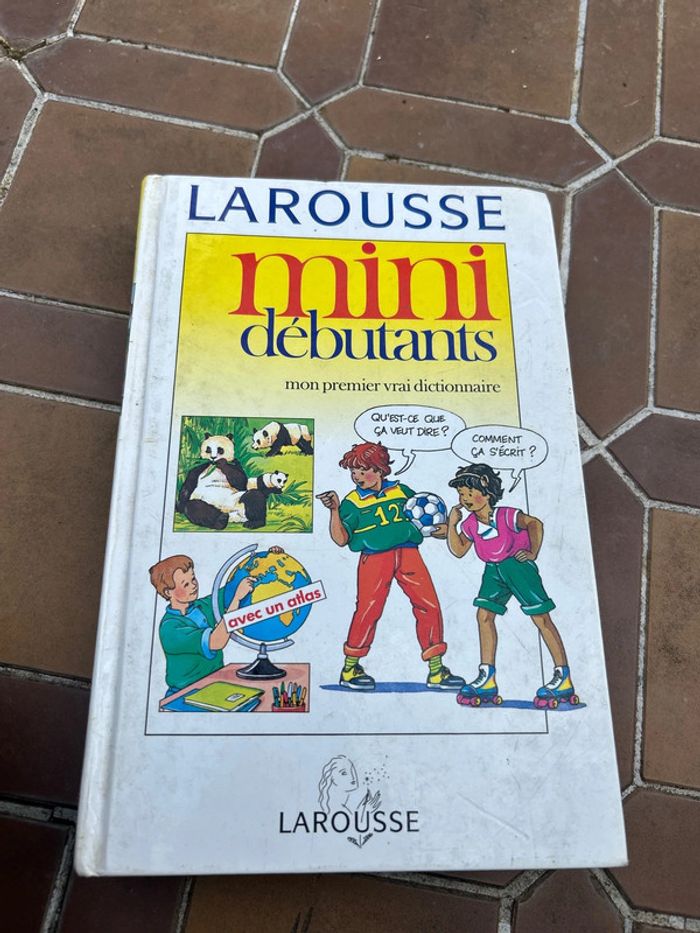 LAROUSSE
mini
débutants
mon premier vrai dictionnaire
QU'EST-CE QUE
ÇA VEUT DIRE ?
COMMENT
ÇA S'ÉCRIT ?
12
avec un atlas
LAROUSSE